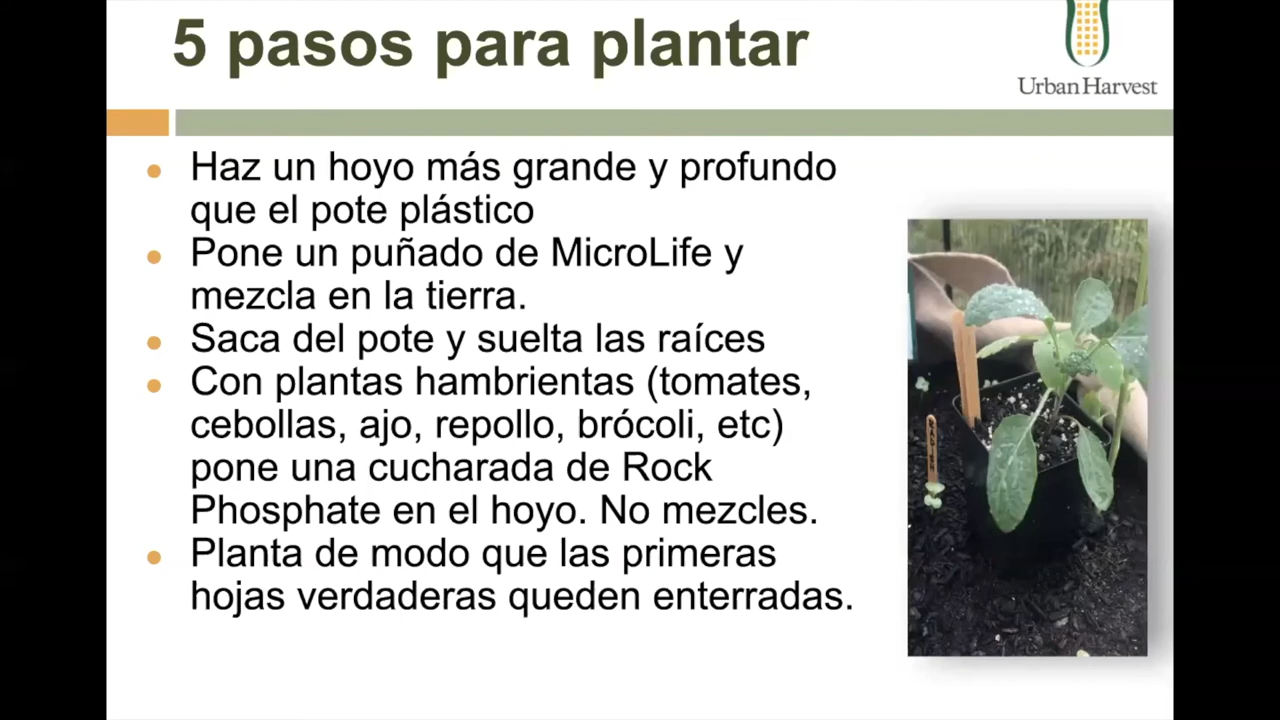 5 pasos para plantar
Urban Harvest
Haz un hoyo más grande y profundo
que el pote plástico
Pone un puñado de MicroLife y
mezcla en la tierra.
Saca del pote y suelta las raíces
Con plantas hambrientas (tomates,
cebollas, ajo, repollo, brócoli, etc)
pone una cucharada de Rock
Phosphate en el hoyo. No mezcles.
Planta de modo que las primeras
hojas verdaderas queden enterradas.